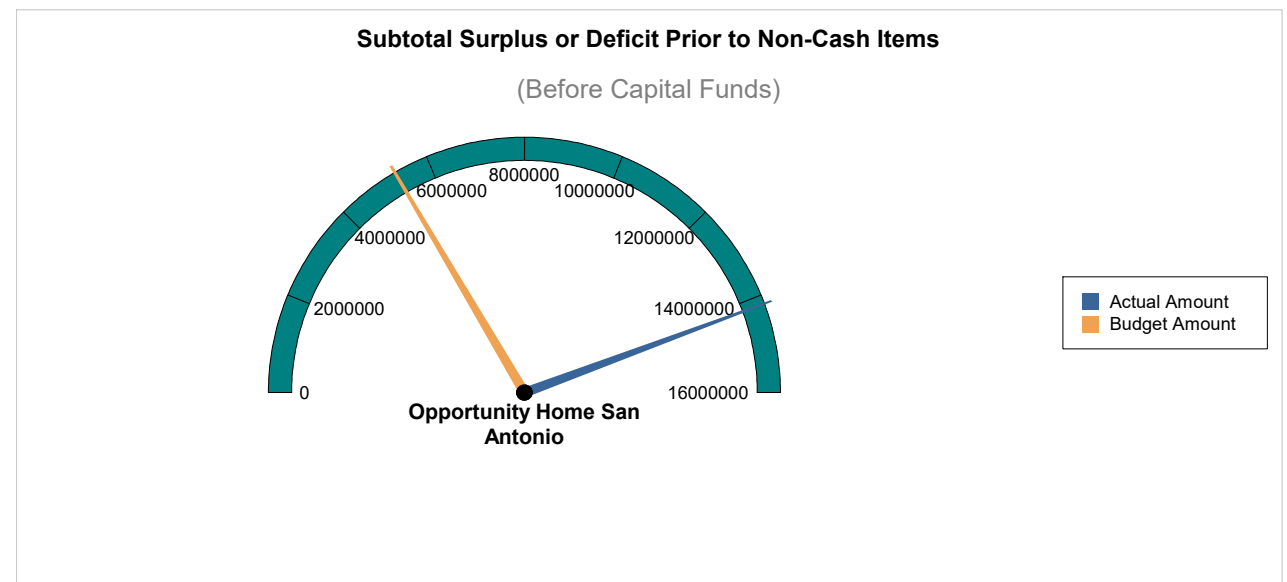 Subtotal Surplus or Deficit Prior to Non-Cash Items
(Before Capital Funds)
8000000
6000000
10000000
4000000
12000000
2000000
14000000
0
16000000
Opportunity Home San
Antonio
Actual Amount
Budget Amount